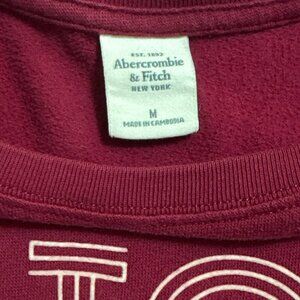 EST. 1892
Abercrombie
& Fitch
NEW YORK
M
MADE IN CAMBODIA